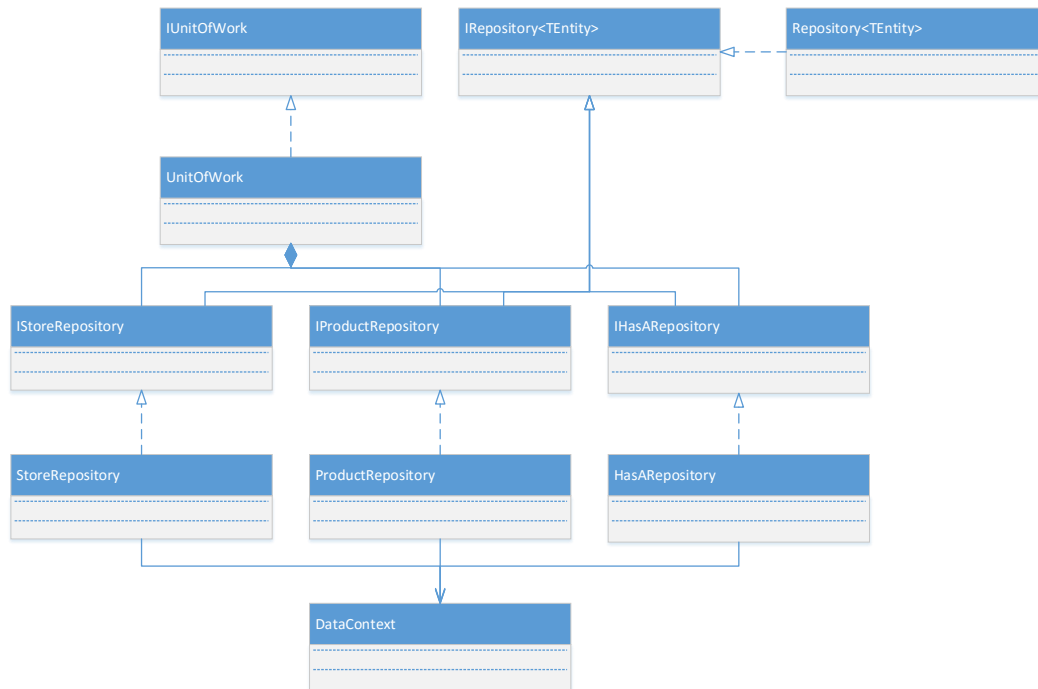 IUnitOfWork
IRepository<TEntity>
Repository<TEntity>
UnitOfWork
IStoreRepository
IProductRepository
IHasARepository
StoreRepository
ProductRepository
HasARepository
DataContext